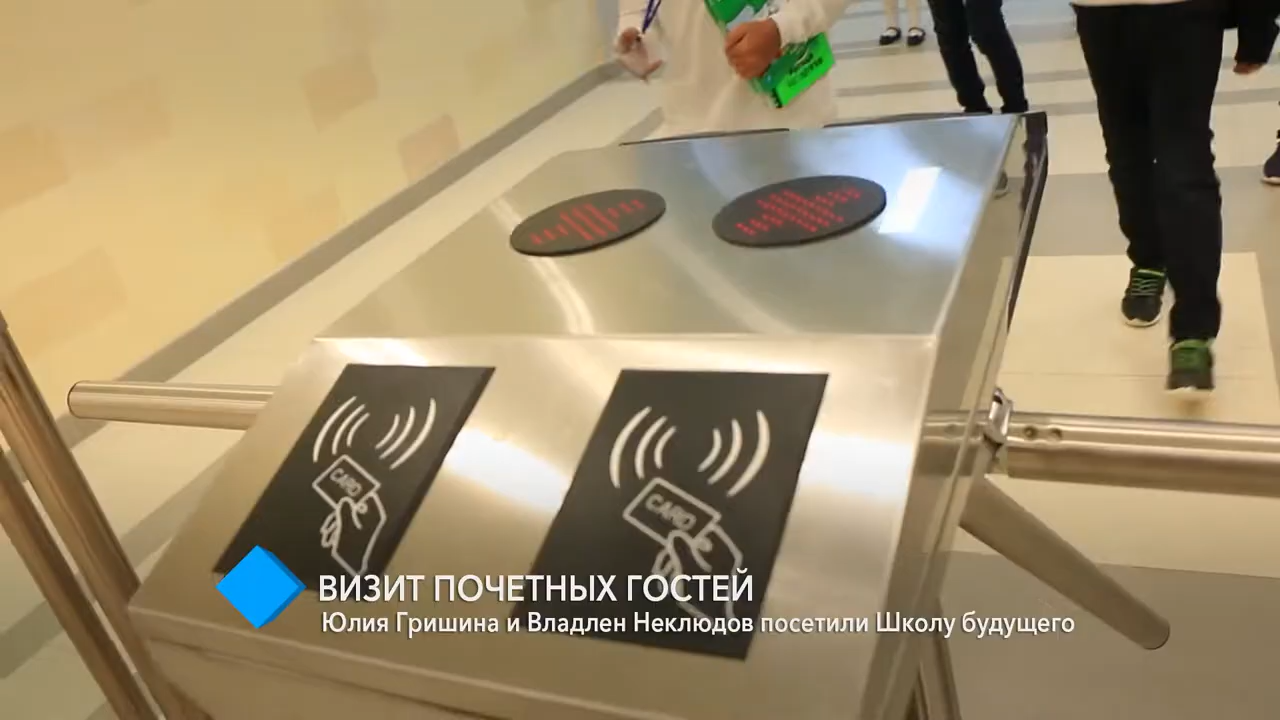 CARD
CARD
ВИЗИТ ПОЧЕТНЫХ ГОСТЕЙ
Юлия Гришина и Владлен Неклюдов посетили Школу будущего